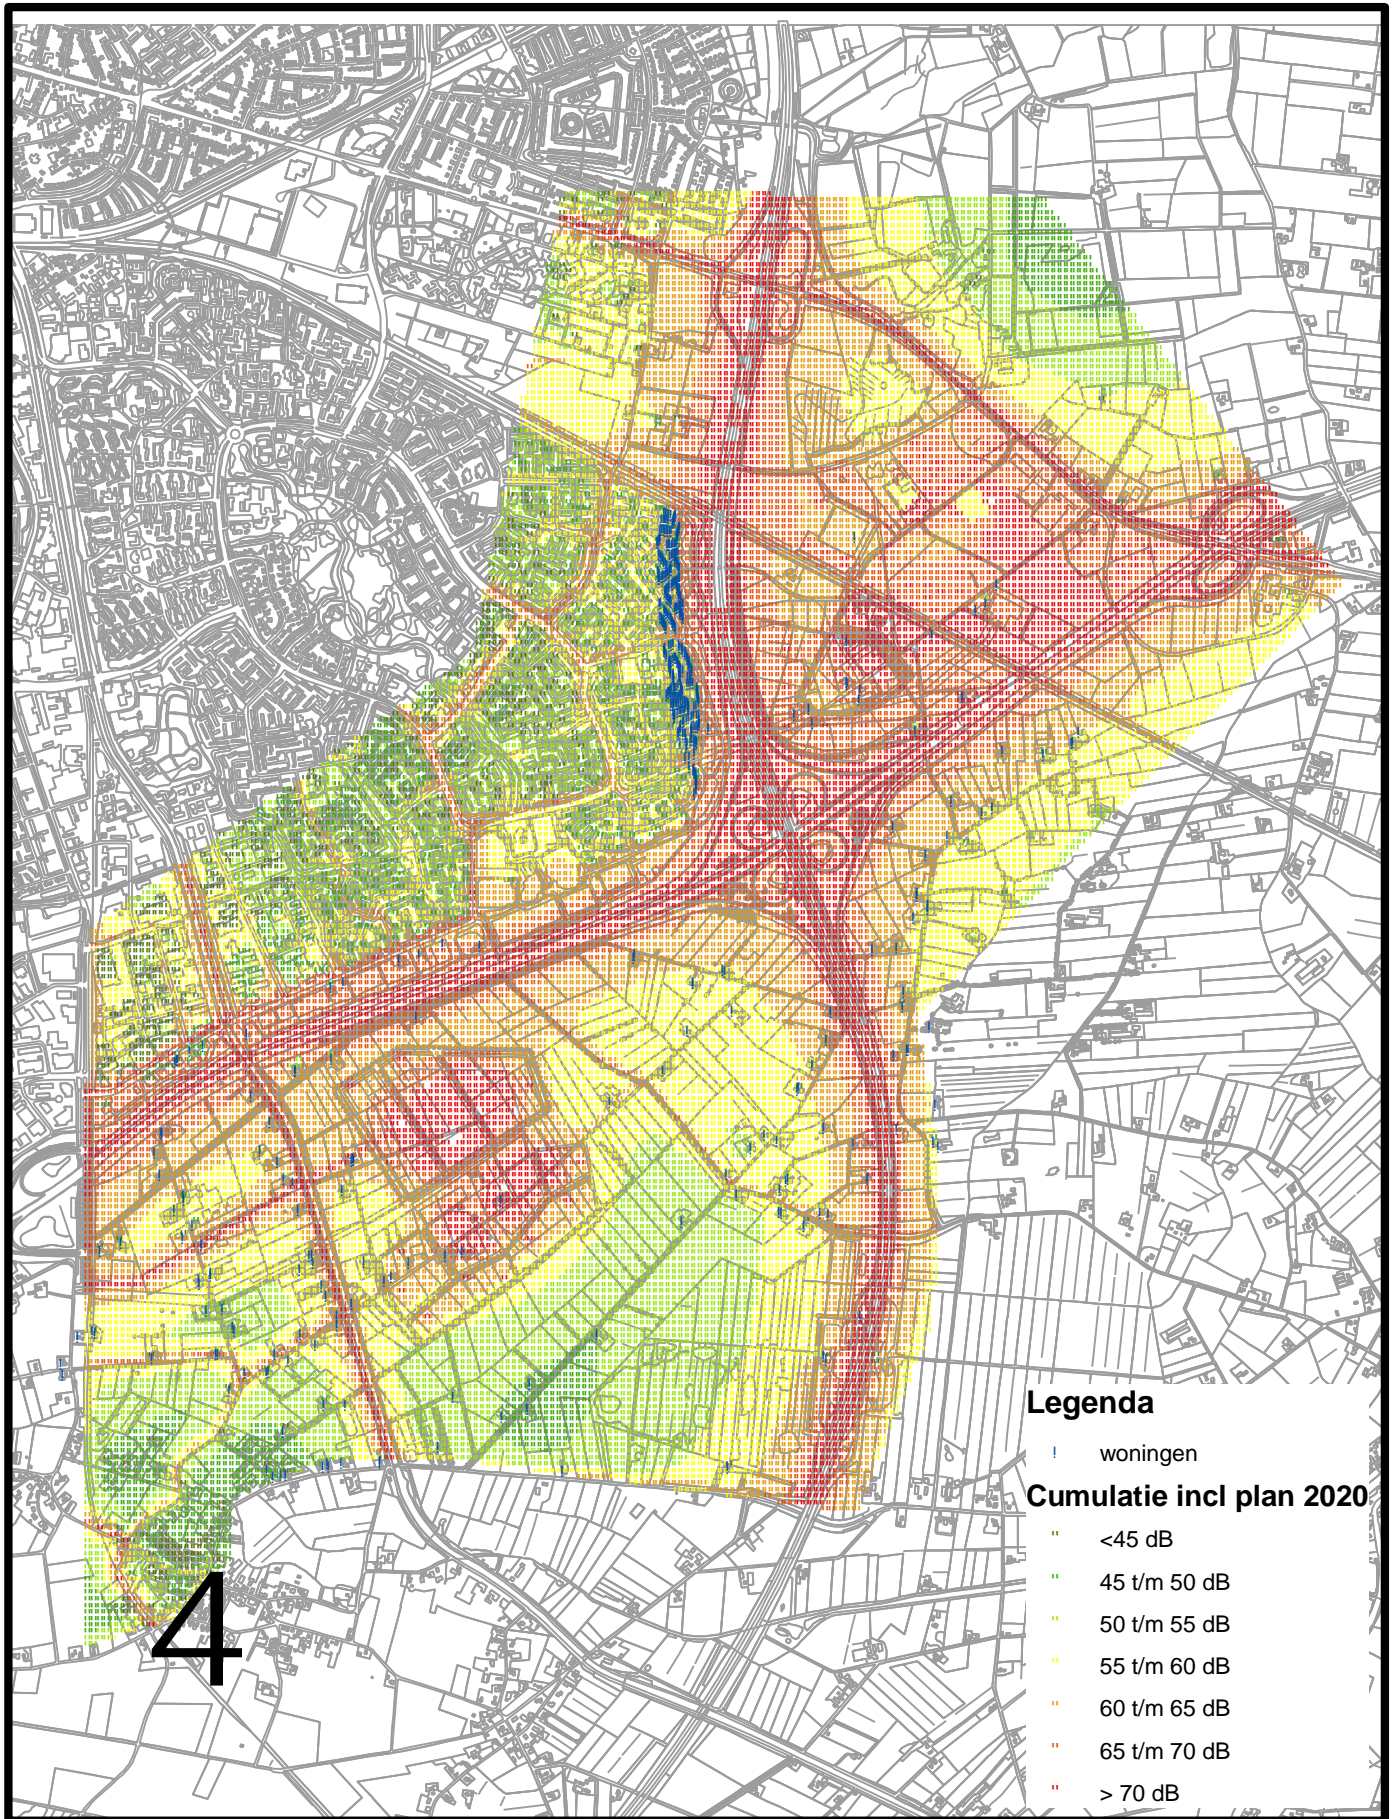 Legenda
woningen
Cumulatie incl plan 2020
<45 dB
45 t/m 50 dB
50 t/m 55 dB
55 t/m 60 dB
60 t/m 65 dB
65 t/m 70 dB
> 70 dB
4